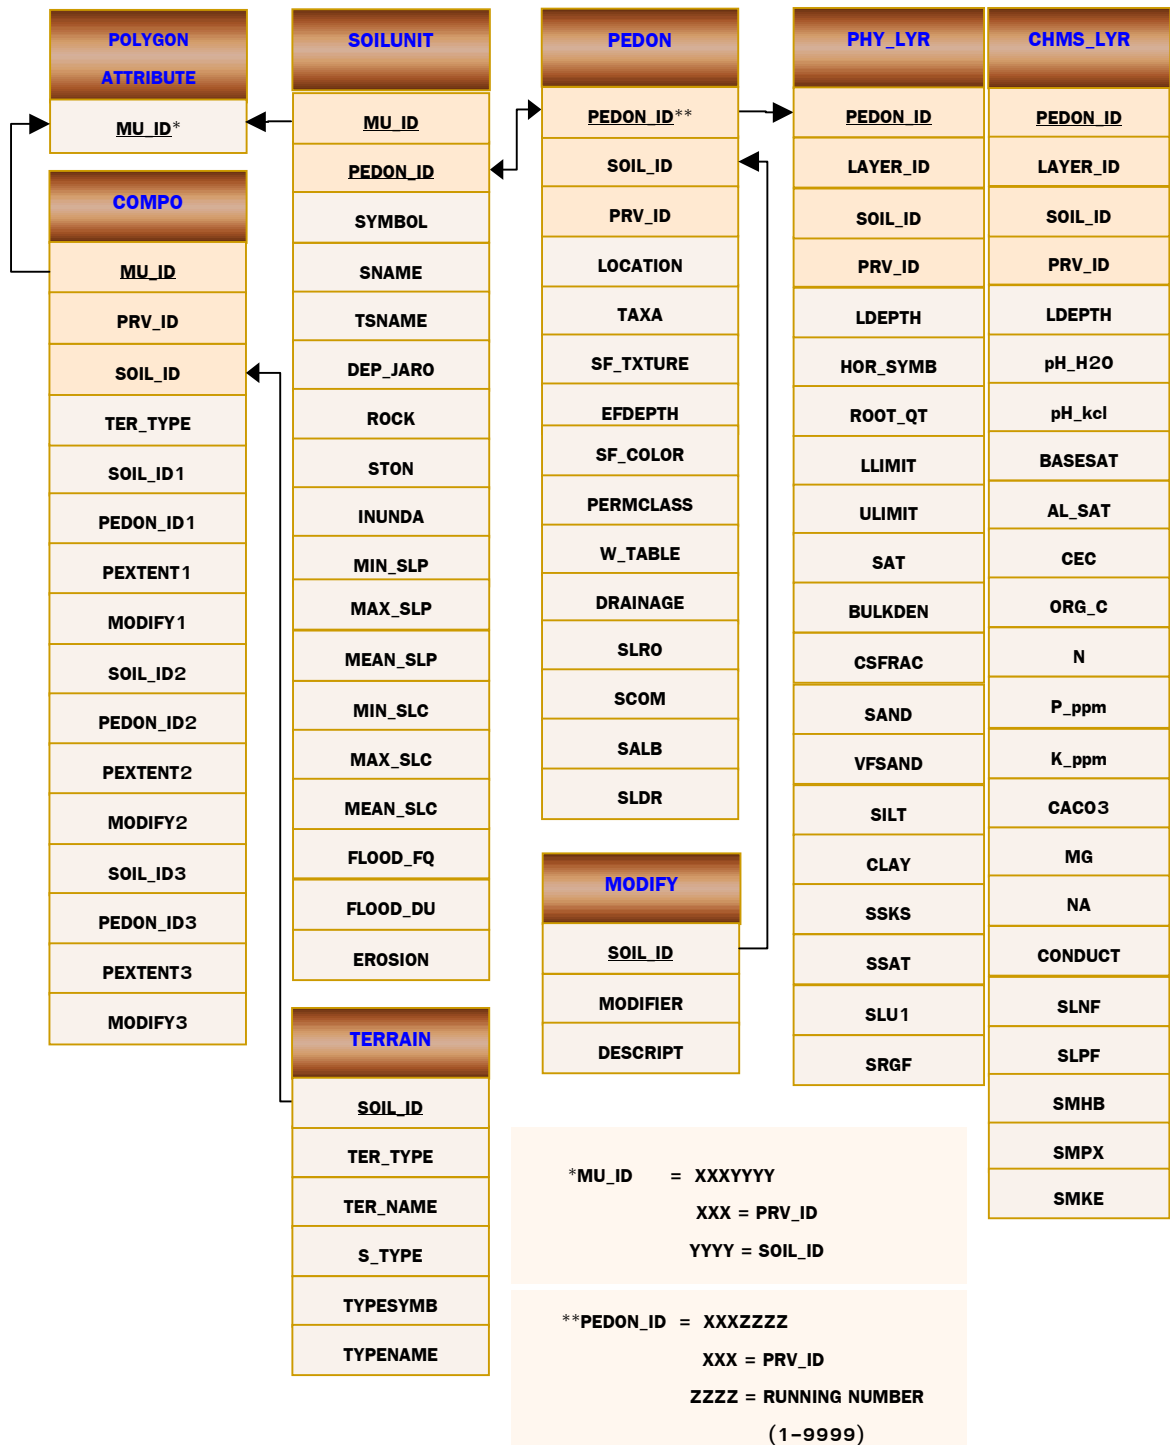 POLYGON
ATTRIBUTE
MU_ID*
COMPO
MU_ID
PRV_ID
SOIL_ID
TER_TYPE
SOIL_ID1
PEDON_ID1
PEXTENT1
MODIFY1
SOIL_ID2
PEDON_ID2
PEXTENT2
MODIFY2
SOIL_ID3
PEDON_ID3
PEXTENT3
MODIFY3
SOILUNIT
MU_ID
PEDON_ID
SYMBOL
SNAME
TSNAME
DEP_JARO
ROCK
STON
INUNDA
MIN_SLP
MAX_SLP
MEAN_SLP
MIN_SLC
MAX_SLC
MEAN_SLC
FLOOD_FQ
FLOOD_DU
EROSION
TERRAIN
SOIL_ID
TER_TYPE
TER_NAME
S_TYPE
TYPESYMB
TYPENAME
PEDON
PEDON_ID**
SOIL_ID
PRV_ID
LOCATION
TAXA
SF_TXTURE
EFDEPTH
SF_COLOR
PERMCLASS
W_TABLE
DRAINAGE
SLRO
SCOM
SALB
SLDR
MODIFY
SOIL_ID
MODIFIER
DESCRIPT
PHY_LYR
PEDON_ID
LAYER_ID
SOIL_ID
PRV_ID
LDEPTH
HOR_SYMB
ROOT_QT
LLIMIT
ULIMIT
SAT
BULKDEN
CSFRAC
SAND
VFSAND
SILT
CLAY
SSKS
SSAT
SLU1
SRGF
CHMS_LYR
PEDON_ID
LAYER_ID
SOIL_ID
PRV_ID
LDEPTH
pH_H2O
pH_kcl
BASESAT
AL_SAT
CEC
ORG_C
N
P_ppm
K_ppm
CACO3
MG
NA
CONDUCT
SLNF
SLPF
SMHB
SMPX
SMKE
*MU_ID = XXXYYYY
XXX = PRV_ID
YYYY = SOIL_ID
**PEDON_ID = XXXZZZZ
XXX = PRV_ID
ZZZZ = RUNNING NUMBER
(1-9999)